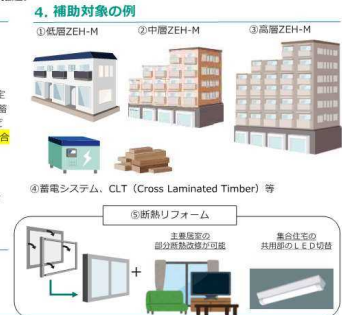 4. 補助対象の例
①低層ZEH-M
②中層ZEH-M
③高層ZEH-M
定
蓄
合
④蓄電システム、CLT（Cross Laminated Timber）等
⑤断熱リフォーム
主要居室の
部分断熱改修が可能
集合住宅の
共用部のLED切替
+